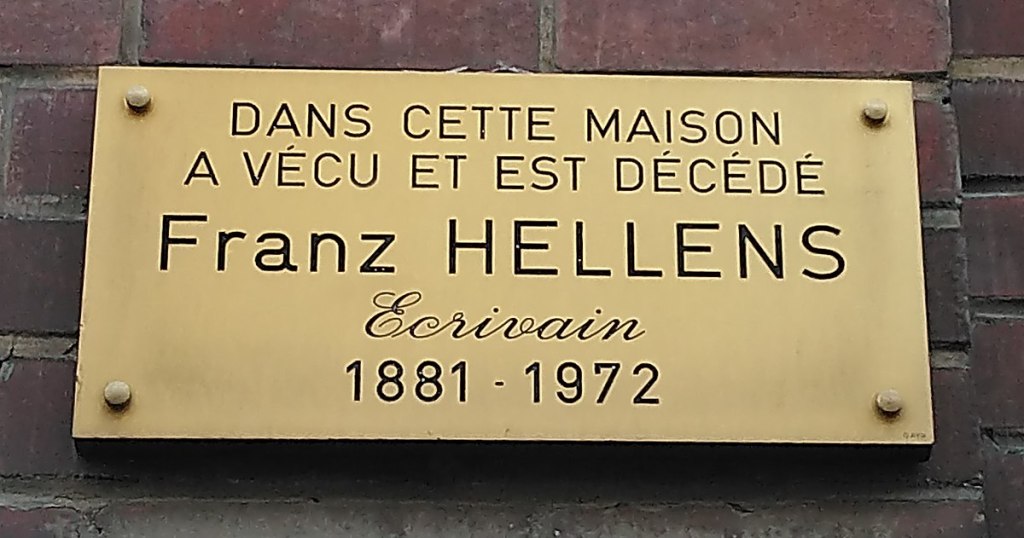 DANS CETTE MAISON
A VÉCU ET EST DÉCÉDÉ
Franz HELLENS
Ecrivain
1881 - 1972